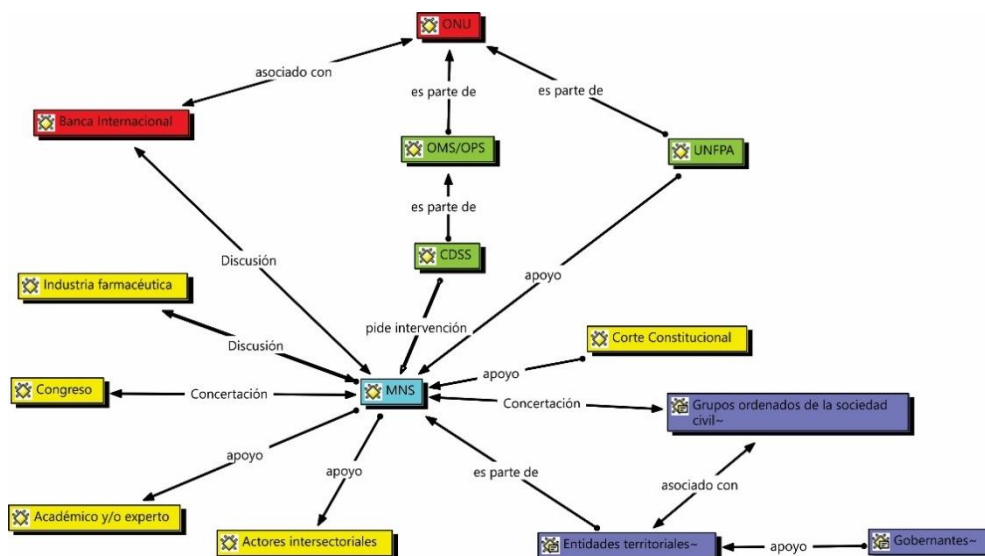 ONU
asociado con
es parte de
es parte de
Banca Internacional
OMS/OPS
UNFPA
es parte de
CDSS
Discusión
apoyo
Industria farmacéutica
pide intervención
Discusión
Corte Constitucional
apoyo
Congreso
Concertación
MNS
Concertación
Grupos ordenados de la sociedad
civil~
apoyo
apoyo
es parte de
asociado con
Académico y/o experto
Actores intersectoriales
Entidades territoriales~
apoyo
Gobernantes~